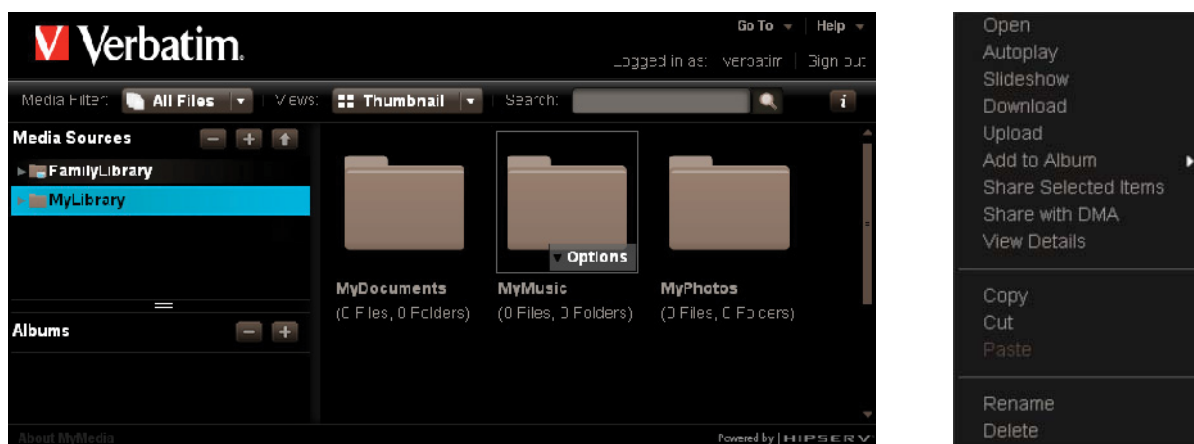 Verbatim.
Go To Help
Logged in as: verbatim Sign out
Media Filter: All Files Views: Thumbnail Search: i
Media Sources
FamilyLibrary
MyLibrary
Options
MyDocuments MyMusic MyPhotos
(0 Files, 0 Folders) (0 Files, 0 Folders) (0 Files, 0 Folders)
Albums
About MyMedia Powered by | HIPSERV
Open
Autoplay
Slideshow
Download
Upload
Add to Album
Share Selected Items
Share with DMA
View Details
Copy
Cut
Paste
Rename
Delete